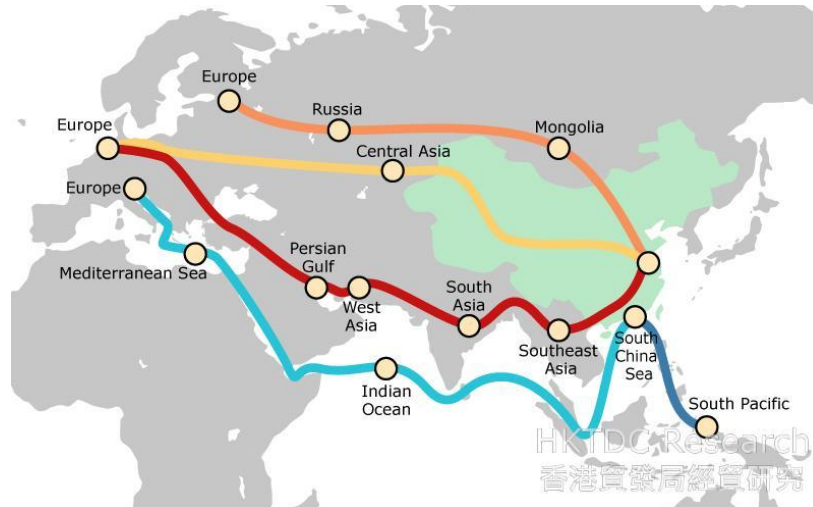 Europe
Russia
Mongolia
Europe
Central Asia
Europe
Mediterranean Sea
Persian
Gulf
West
Asia
South
Asia
Southeast
Asia
South
China
Sea
Indian
Ocean
South Pacific
HKTDC Research
香港貿發局經貿研究